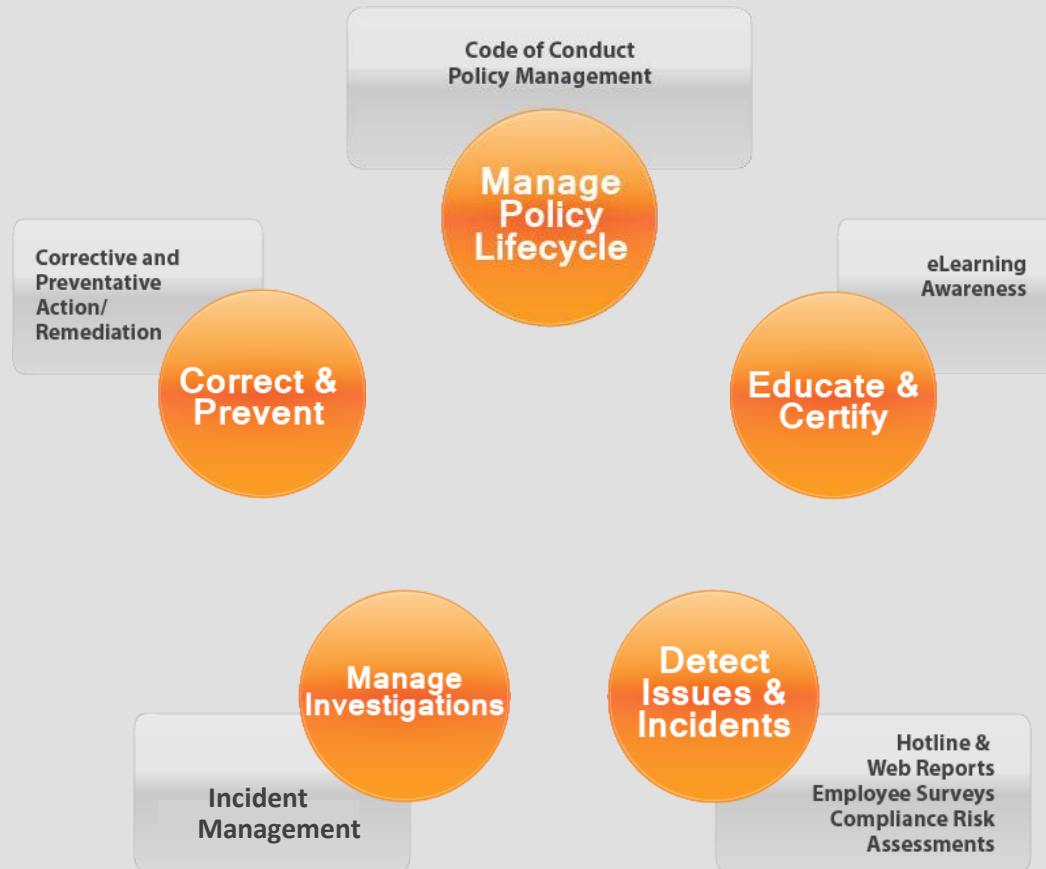 Code of Conduct
Policy Management
Manage
Policy
Lifecycle
Corrective and
Preventative
Action/
Remediation
Correct &
Prevent
eLearning
Awareness
Educate &
Certify
Manage
Investigations
Incident
Management
Detect
Issues &
Incidents
Hotline &
Web Reports
Employee Surveys
Compliance Risk
Assessments